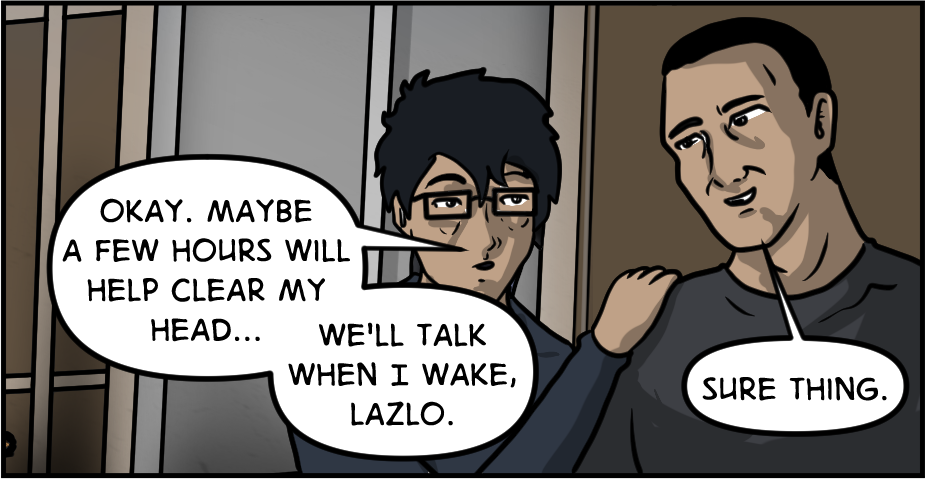 OKAY. MAYBE
A FEW HOURS WILL
HELP CLEAR MY
HEAD...
WE'LL TALK
WHEN I WAKE,
LAZLO.
SURE THING.